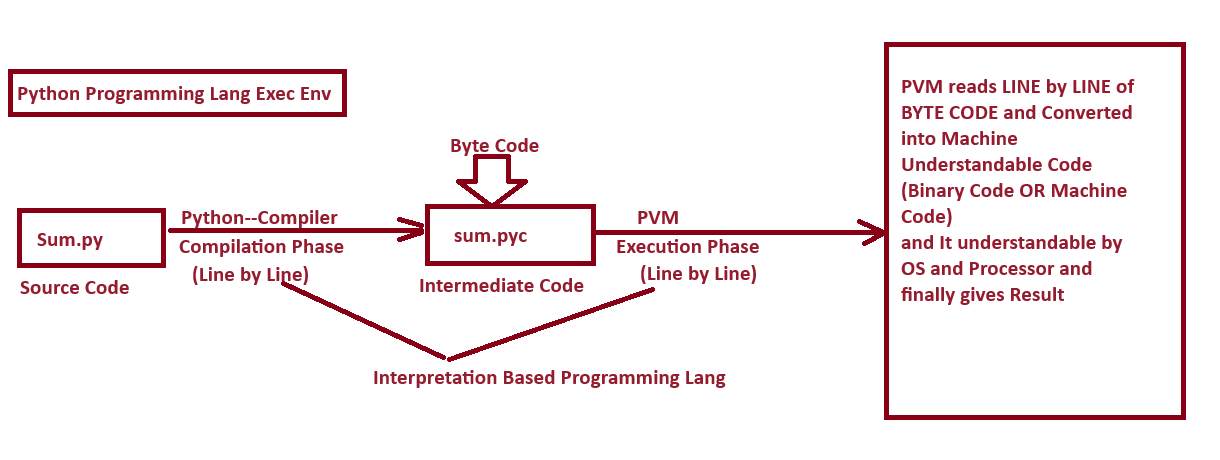 Python Programming Lang Exec Env
Byte Code
Sum.py
Source Code
Python--Compiler
Compilation Phase
(Line by Line)
sum.pyc
Intermediate Code
PVM
Execution Phase
(Line by Line)
Interpretation Based Programming Lang
PVM reads LINE by LINE of
BYTE CODE and Converted
into Machine
Understandable Code
(Binary Code OR Machine
Code)
and It understandable by
OS and Processor and
finally gives Result